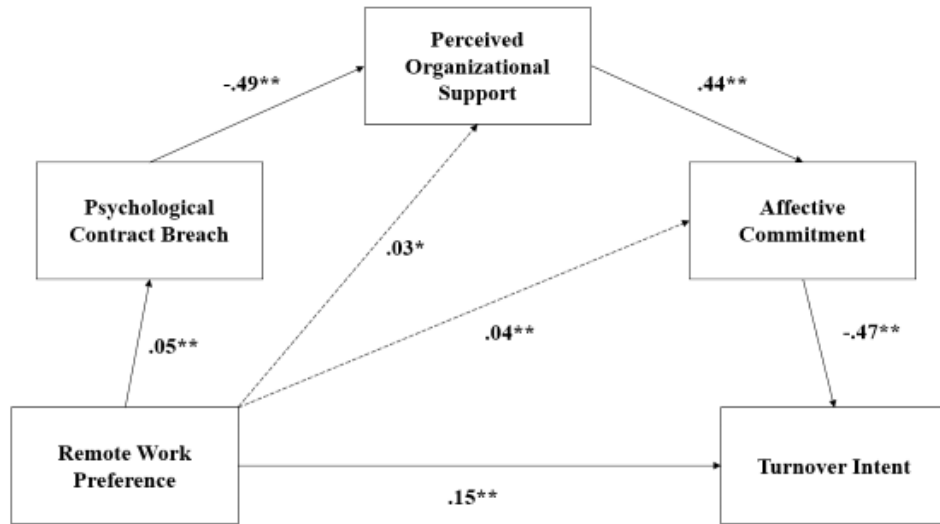 Perceived
Organizational
Support
-.49**
.44**
Psychological
Contract Breach
Affective
Commitment
.03*
.04**
.05**
-.47**
Remote Work
Preference
Turnover Intent
.15**